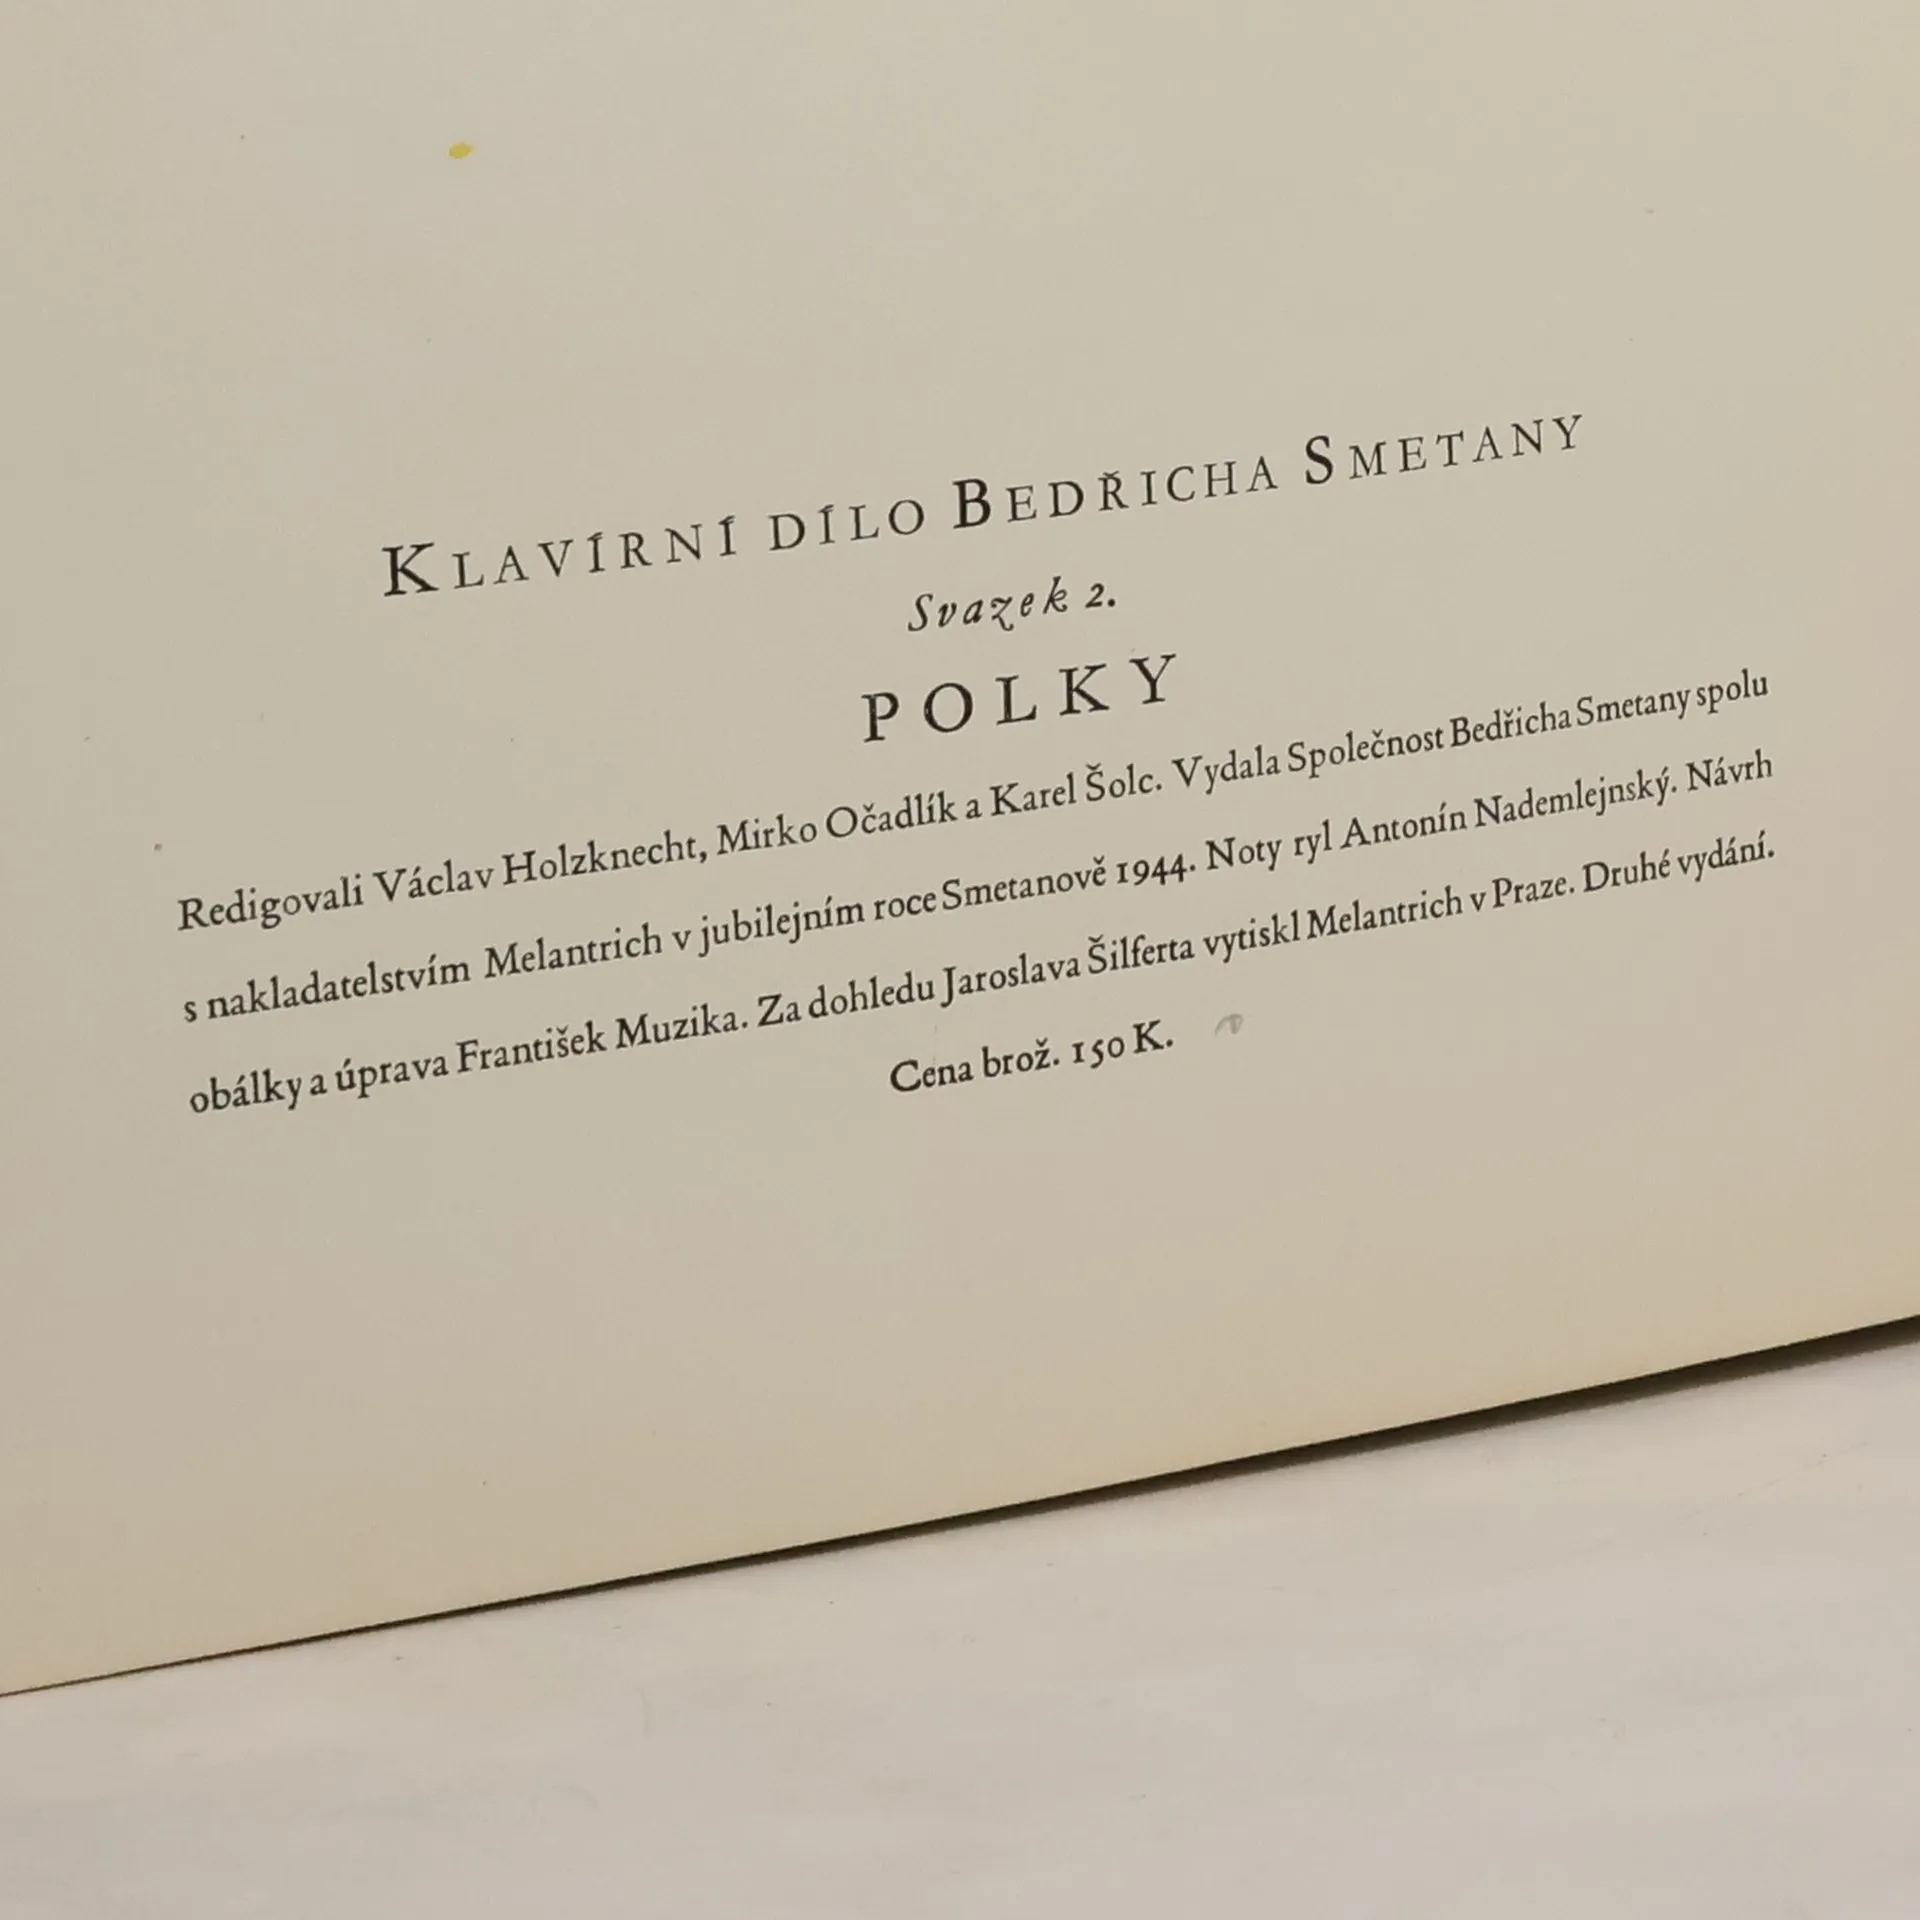 Klavírní dílo Bedřicha Smetany
Svazek 2.
POLKY
Redigovali Václav Holzknecht, Mirko Očadlík a Karel Šolc. Vydala Společnost Bedřicha Smetany spolu
s nakladatelstvím Melantrich v jubilejním roce Smetanově 1944. Noty ryl Antonín Nademlejnský. Návrh
obálky a úprava František Muzika. Za dohledu Jaroslava Šilferta vytiskl Melantrich v Praze. Druhé vydání.
Cena brož. 150 K.